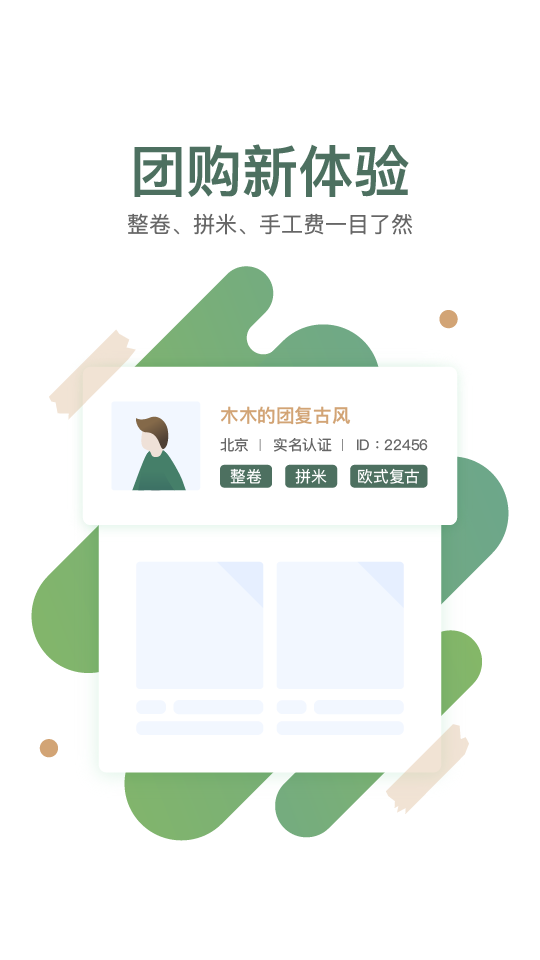 团购新体验
整卷、拼米、手工费一目了然
木木的团复古风
北京 | 实名认证 | ID：22456
整卷 拼米 欧式复古